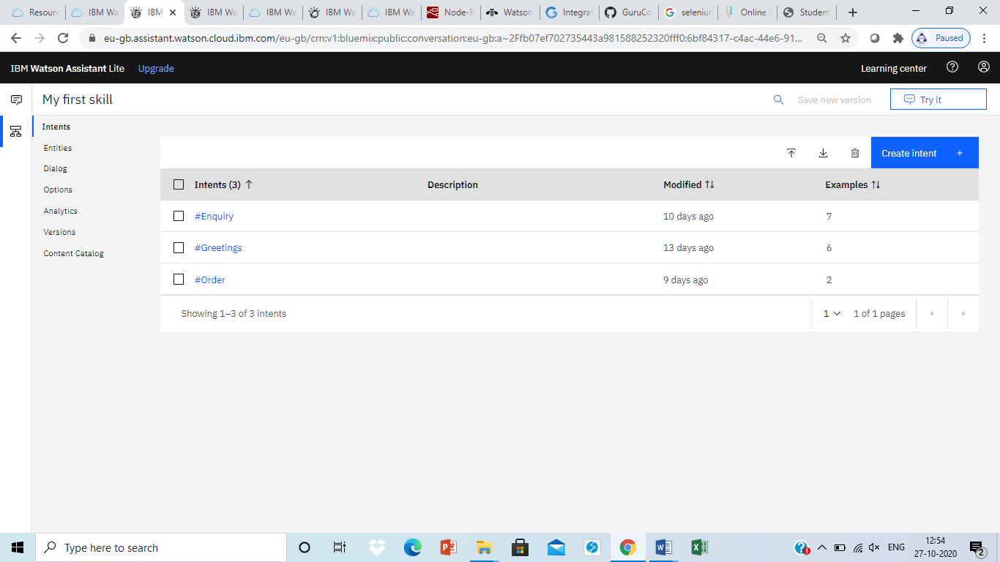 Resourc IBM Wa IBM IBM Wa IBM Wa IBM Wa IBM Wa Node-R Watson Integrat GuruCo seleniun Online Student
eu-gb.assistant.watson.cloud.ibm.com/eu-gb/crn:v1:bluemix:public:conversation:eu-gb:a~2Ffb07ef702735443a981588252320fff0:6bf84317-c4ac-44e6-91... Paused
IBM Watson Assistant Lite Upgrade Learning center
My first skill Save new version Try it
Intents
Entities
Dialog
Options
Analytics
Versions
Content Catalog
Create intent +
Intents (3) Description Modified Examples
#Enquiry 10 days ago 7
#Greetings 13 days ago 6
#Order 9 days ago 2
Showing 1–3 of 3 intents 1 1 of 1 pages
Type here to search ENG 12:54
27-10-2020 2